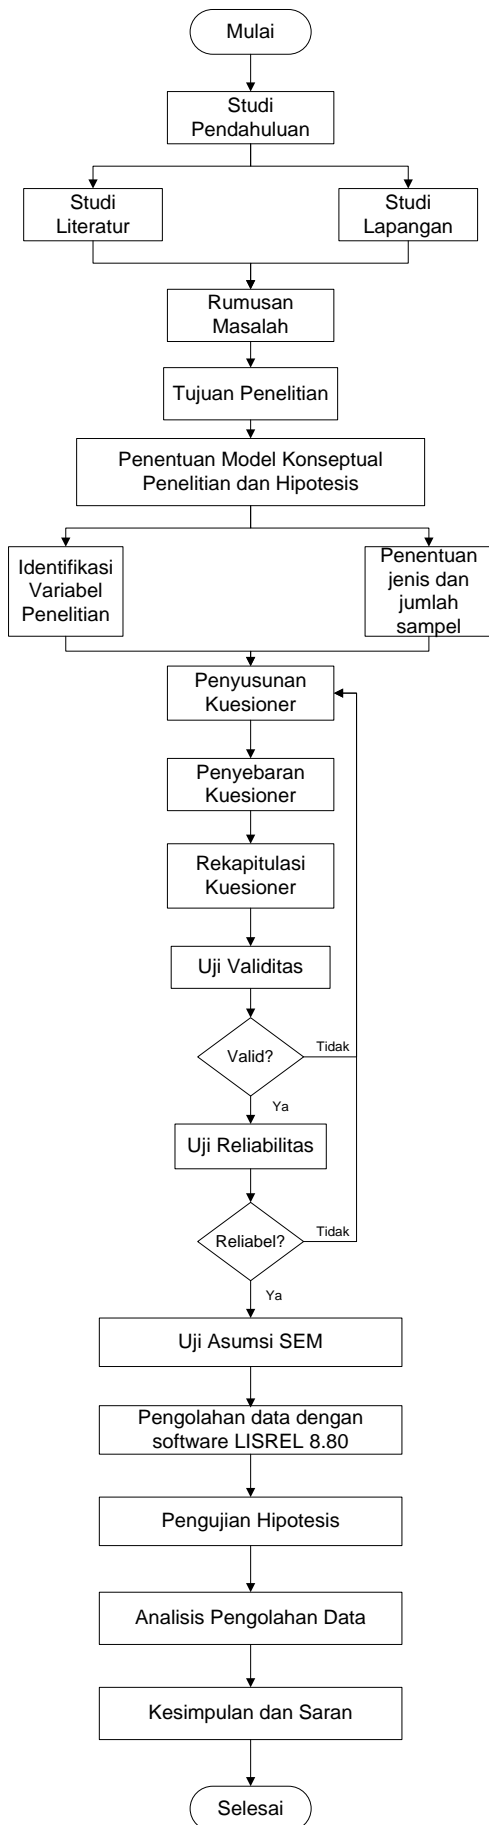 Mulai
Studi
Pendahuluan
Studi
Literatur
Studi
Lapangan
Rumusan
Masalah
Tujuan Penelitian
Penentuan Model Konseptual
Penelitian dan Hipotesis
Identifikasi
Variabel
Penelitian
Penentuan
jenis dan
jumlah
sampel
Penyusunan
Kuesioner
Penyebaran
Kuesioner
Rekapitulasi
Kuesioner
Uji Validitas
Valid?
Tidak
Ya
Uji Reliabilitas
Reliabel?
Tidak
Ya
Uji Asumsi SEM
Pengolahan data dengan
software LISREL 8.80
Pengujian Hipotesis
Analisis Pengolahan Data
Kesimpulan dan Saran
Selesai